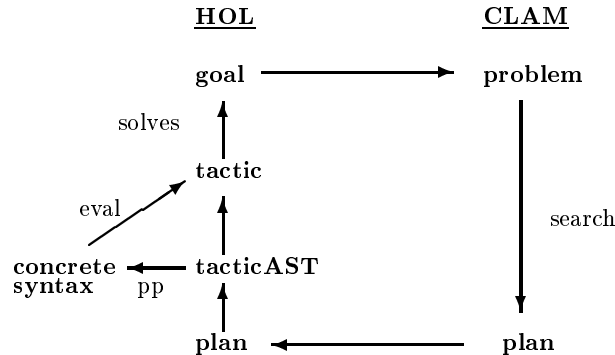 HOL CLAM
goal problem
solves
tactic
eval
search
concrete tacticAST
syntax pp
plan plan